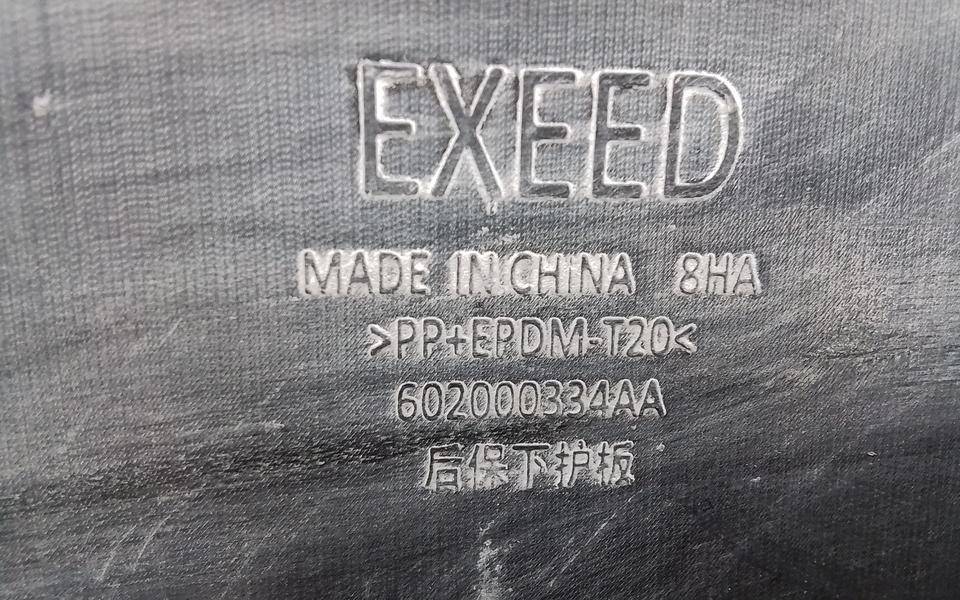 EXEED
MADE IN CHINA 8HA
>PP+EPDM-T20<
602000334AA
后保下护板